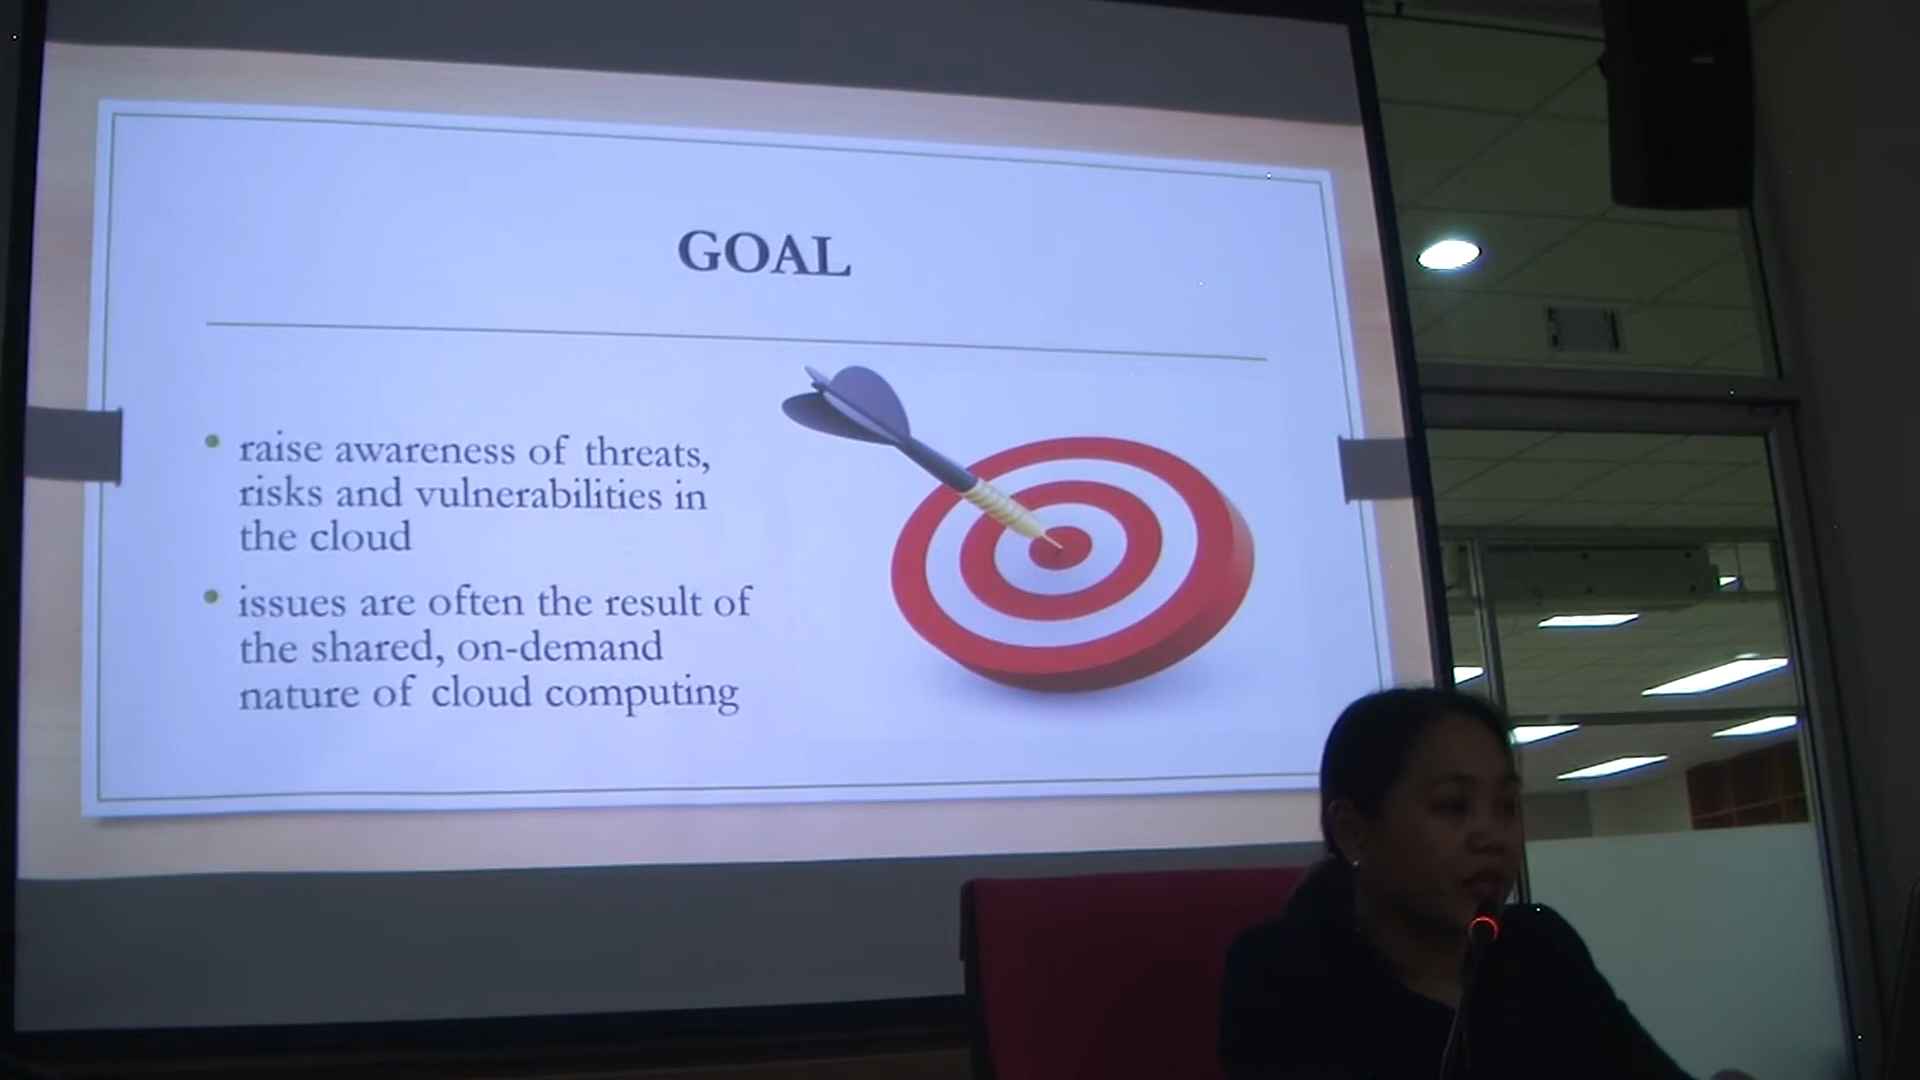 GOAL
• raise awareness of threats,
risks and vulnerabilities in
the cloud
• issues are often the result of
the shared, on-demand
nature of cloud computing